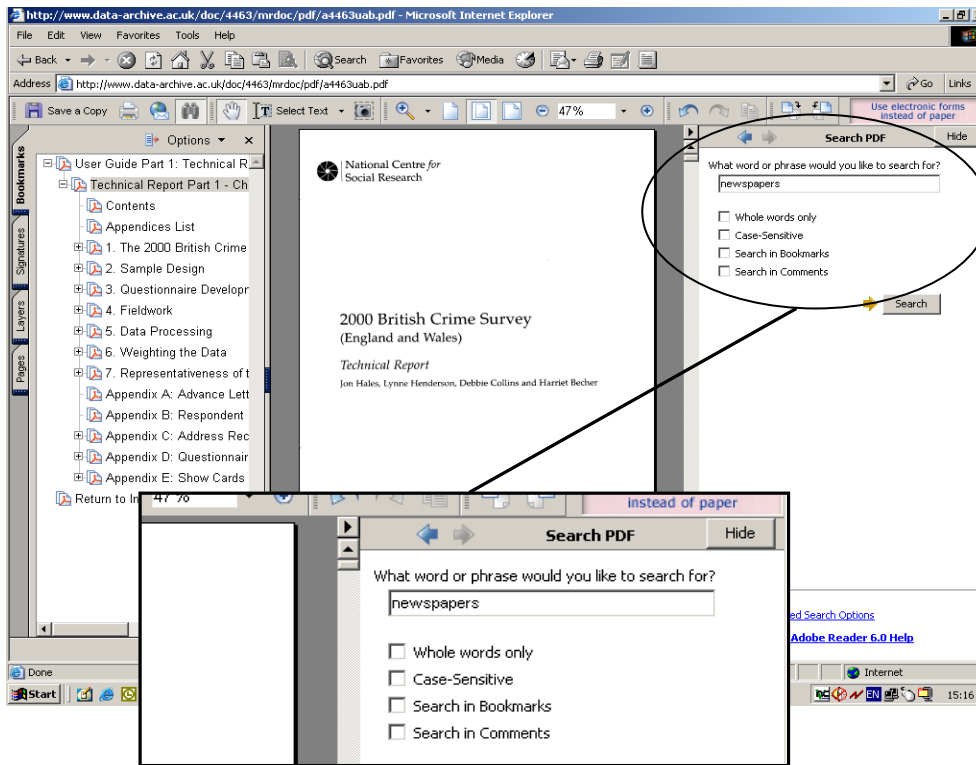 http://www.data-archive.ac.uk/doc/4463/mrdoc/pdf/a4463uab.pdf - Microsoft Internet Explorer
File Edit View Favorites Tools Help
Back Search Favorites Media
Address http://www.data-archive.ac.uk/doc/4463/mrdoc/pdf/a4463uab.pdf Go Links
Save a Copy Select Text 47% Use electronic forms
instead of paper
Bookmarks
Signatures
Layers
Pages
Options
User Guide Part 1: Technical R
Technical Report Part 1 - Ch
Contents
Appendices List
1. The 2000 British Crime
2. Sample Design
3. Questionnaire Developr
4. Fieldwork
5. Data Processing
6. Weighting the Data
7. Representativeness of t
Appendix A: Advance Lett
Appendix B: Respondent
Appendix C: Address Rec
Appendix D: Questionnair
Appendix E: Show Cards
Return to In
National Centre for
Social Research
2000 British Crime Survey
(England and Wales)
Technical Report
Jon Hales, Lynne Henderson, Debbie Collins and Harriet Becher
Search PDF Hide
What word or phrase would you like to search for?
newspapers
Whole words only
Case-Sensitive
Search in Bookmarks
Search in Comments
Search
47 %
instead of paper
Search PDF Hide
What word or phrase would you like to search for?
newspapers
Whole words only
Case-Sensitive
Search in Bookmarks
Search in Comments
ed Search Options
Adobe Reader 6.0 Help
Done Internet
Start EN 15:16